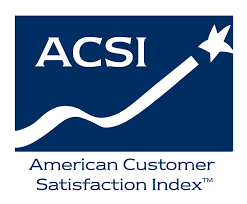 ACSI
American Customer
Satisfaction Index™